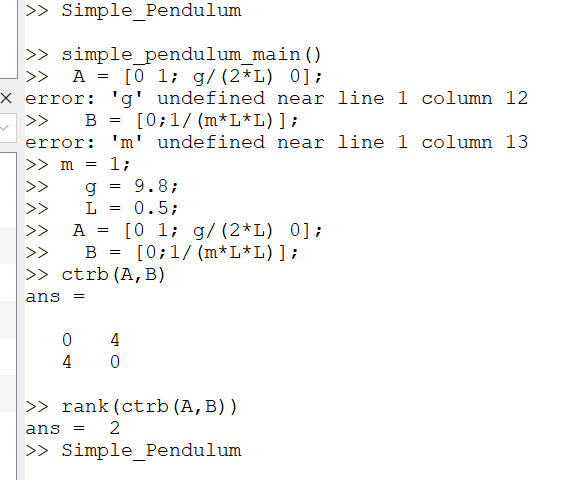 >> Simple_Pendulum
>> simple_pendulum_main()
>>  A = [0 1; g/(2*L) 0];
error: 'g' undefined near line 1 column 12
>>   B = [0;1/(m*L*L)];
error: 'm' undefined near line 1 column 13
>> m = 1;
>>   g = 9.8;
>>   L = 0.5;
>>  A = [0 1; g/(2*L) 0];
>>   B = [0;1/(m*L*L)];
>> ctrb(A,B)
ans =
0   4
4   0
>> rank(ctrb(A,B))
ans =  2
>> Simple_Pendulum